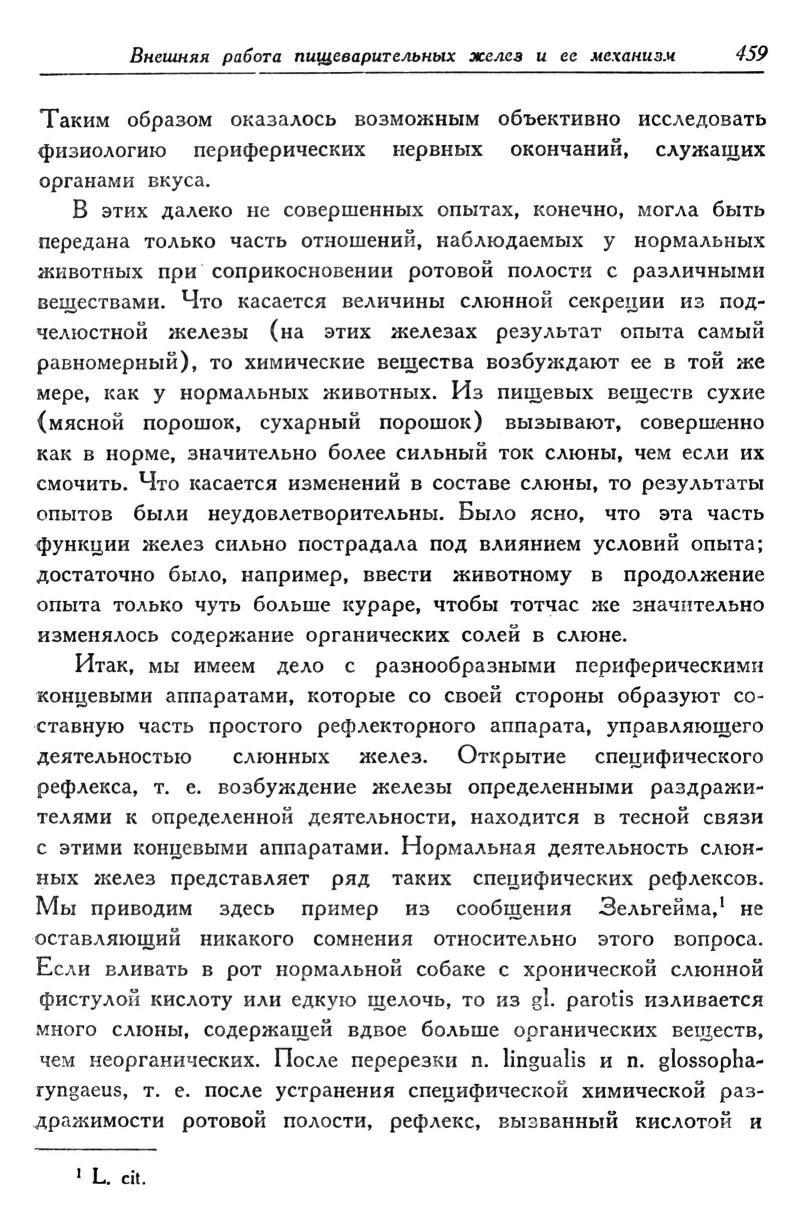 Внешняя работа пищеварительных желез и ее механизм 459
Таким образом оказалось возможным объективно исследовать
физиологию периферических нервных окончаний, служащих
органами вкуса.
В этих далеко не совершенных опытах, конечно, могла быть
передана только часть отношений, наблюдаемых у нормальных
животных при соприкосновении ротовой полости с различными
веществами. Что касается величины слюнной секреции из под-
челюстной железы (на этих железах результат опыта самый
равномерный), то химические вещества возбуждают ее в той же
мере, как у нормальных животных. Из пищевых веществ сухие
(мясной порошок, сухарный порошок) вызывают, совершенно
как в норме, значительно более сильный ток слюны, чем если их
смочить. Что касается изменений в составе слюны, то результаты
опытов были неудовлетворительны. Было ясно, что эта часть
функции желез сильно пострадала под влиянием условий опыта;
достаточно было, например, ввести животному в продолжение
опыта только чуть больше кураре, чтобы тотчас же значительно
изменялось содержание органических солей в слюне.
Итак, мы имеем дело с разнообразными периферическими
концевыми аппаратами, которые со своей стороны образуют со-
ставную часть простого рефлекторного аппарата, управляющего
деятельностью слюнных желез. Открытие специфического
рефлекса, т. е. возбуждение железы определенными раздражи-
телями к определенной деятельности, находится в тесной связи
с этими концевыми аппаратами. Нормальная деятельность слюн-
ных желез представляет ряд таких специфических рефлексов.
Мы приводим здесь пример из сообщения Зельгейма,¹ не
оставляющий никакого сомнения относительно этого вопроса.
Если вливать в рот нормальной собаке с хронической слюнной
фистулой кислоту или едкую щелочь, то из gl. parotis изливается
много слюны, содержащей вдвое больше органических веществ,
чем неорганических. После перерезки n. lingualis и n. glossopha-
ryngaeus, т. е. после устранения специфической химической раз-
дражимости ротовой полости, рефлекс, вызванный кислотой и
¹ L. cit.